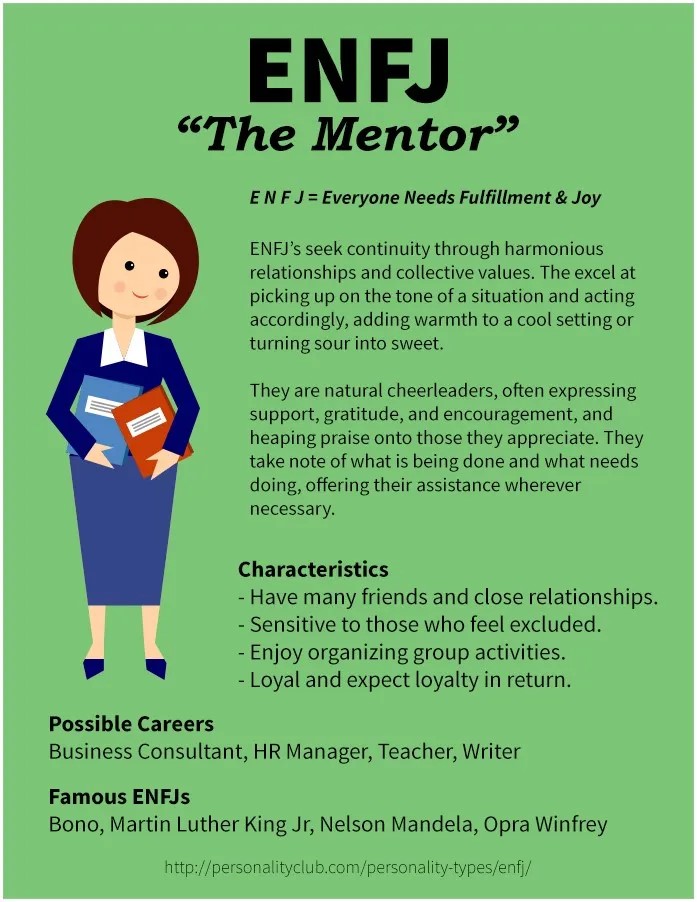 ENFJ
“The Mentor”
E N F J = Everyone Needs Fulfillment & Joy
ENFJ’s seek continuity through harmonious
relationships and collective values. The excel at
picking up on the tone of a situation and acting
accordingly, adding warmth to a cool setting or
turning sour into sweet.
They are natural cheerleaders, often expressing
support, gratitude, and encouragement, and
heaping praise onto those they appreciate. They
take note of what is being done and what needs
doing, offering their assistance wherever
necessary.
Characteristics
- Have many friends and close relationships.
- Sensitive to those who feel excluded.
- Enjoy organizing group activities.
- Loyal and expect loyalty in return.
Possible Careers
Business Consultant, HR Manager, Teacher, Writer
Famous ENFJs
Bono, Martin Luther King Jr, Nelson Mandela, Opra Winfrey
http://personalityclub.com/personality-types/enfj/